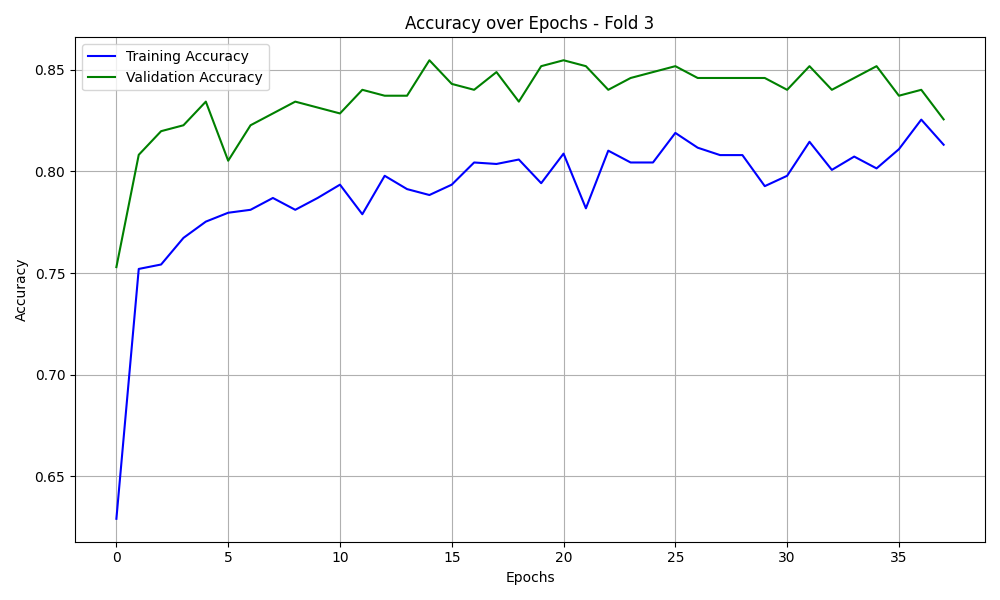 Accuracy over Epochs - Fold 3
Training Accuracy
Validation Accuracy
0.85
0.80
0.75
0.70
0.65
Accuracy
0 5 10 15 20 25 30 35
Epochs